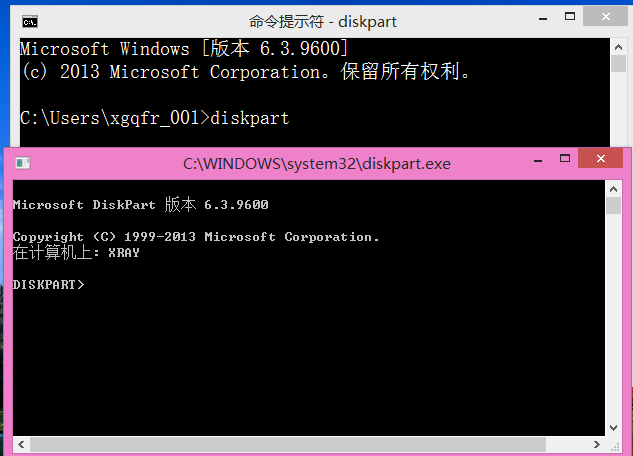 命令提示符 - diskpart
Microsoft Windows [版本 6.3.9600]
(c) 2013 Microsoft Corporation。保留所有权利。
C:\Users\xgqfr_001>diskpart
C:\WINDOWS\system32\diskpart.exe
Microsoft DiskPart 版本 6.3.9600
Copyright (C) 1999-2013 Microsoft Corporation.
在计算机上: XRAY
DISKPART>